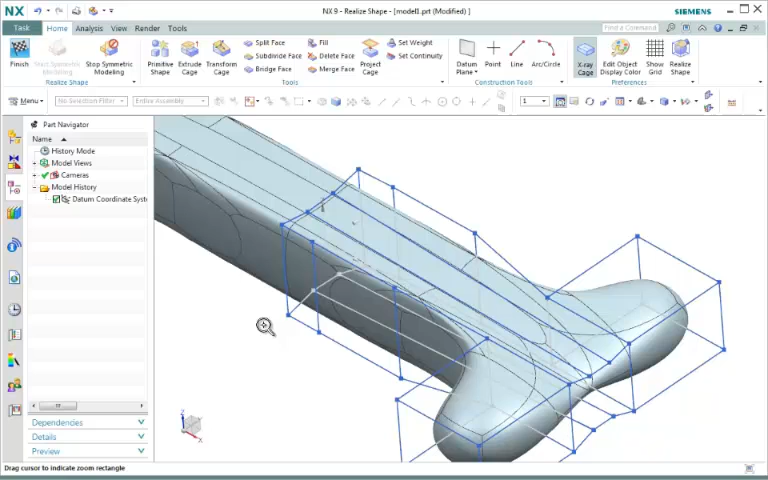 NX
NX 9 - Realize Shape - [model1.prt (Modified) ]
SIEMENS
Task Home Analysis View Render Tools
Find a Command
Finish
Start Symmetric Modeling
Stop Symmetric Modeling
Realize Shape
Primitive Shape
Extrude Cage
Transform Cage
Split Face
Subdivide Face
Bridge Face
Fill
Delete Face
Merge Face
Project Cage
Set Weight
Set Continuity
Tools
Datum Plane
Point
Line
Arc/Circle
Construction Tools
X-ray Cage
Edit Object Display Color
Show Grid
Realize Shape
Preferences
Menu
No Selection Filter
Entire Assembly
1
Part Navigator
Name
History Mode
Model Views
Cameras
Model History
Datum Coordinate Syst
Dependencies
Details
Preview
Z
X
Drag cursor to indicate zoom rectangle